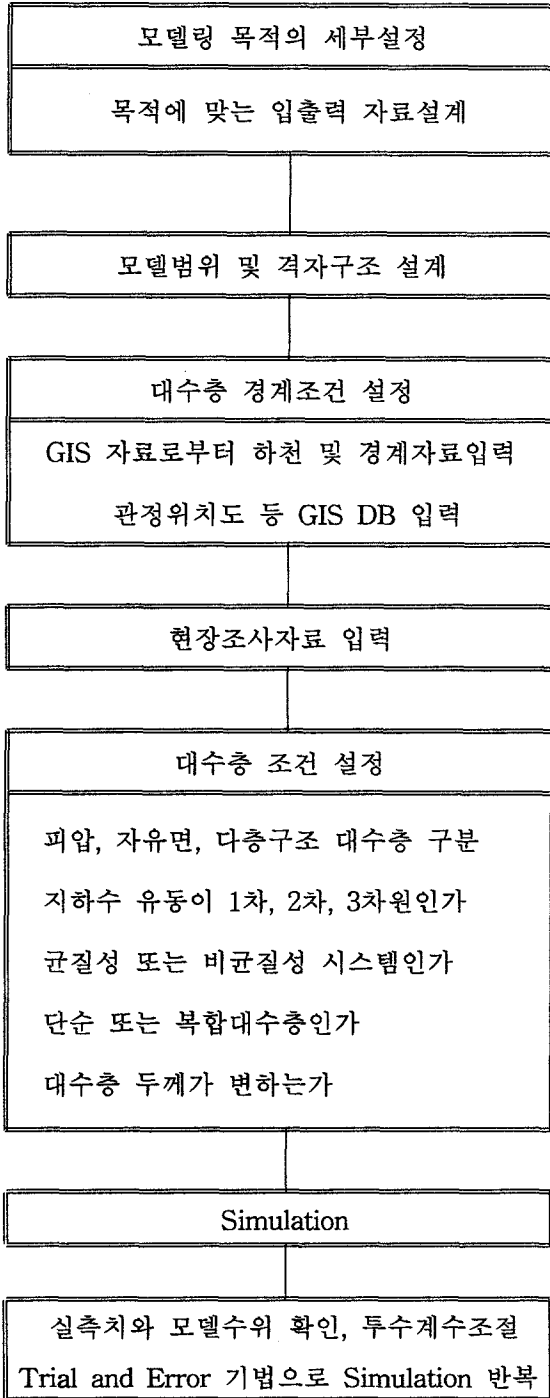 모델링 목적의 세부설정
목적에 맞는 입출력 자료설계
모델범위 및 격자구조 설계
대수층 경계조건 설정
GIS 자료로부터 하천 및 경계자료입력
관정위치도 등 GIS DB 입력
현장조사자료 입력
대수층 조건 설정
피압, 자유면, 다층구조 대수층 구분
지하수 유동이 1차, 2차, 3차원인가
균질성 또는 비균질성 시스템인가
단순 또는 복합대수층인가
대수층 두께가 변하는가
Simulation
실측치와 모델수위 확인, 투수계수조절
Trial and Error 기법으로 Simulation 반복